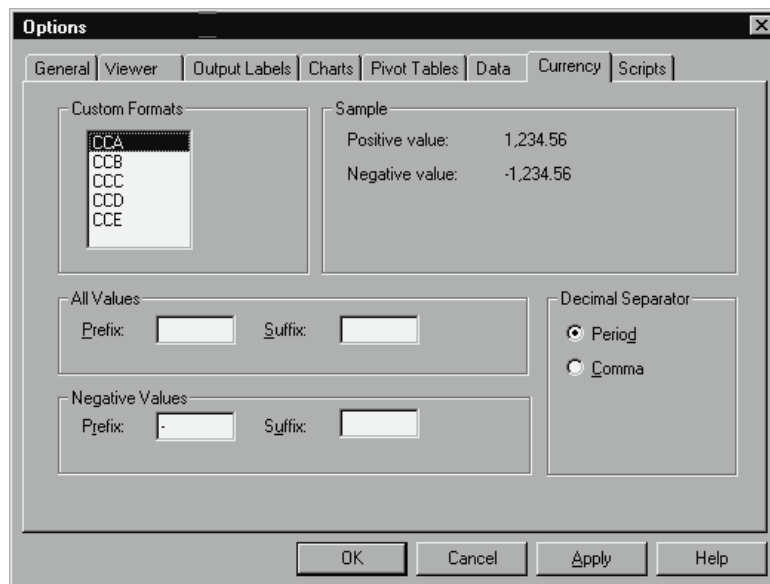 Options
General Viewer Output Labels Charts Pivot Tables Data Currency Scripts
Custom Formats
CCA
CCB
CCC
CCD
CCE
Sample
Positive value: 1,234.56
Negative value: -1,234.56
All Values
Prefix: Suffix:
Decimal Separator
Period
Comma
Negative Values
Prefix: - Suffix:
OK Cancel Apply Help